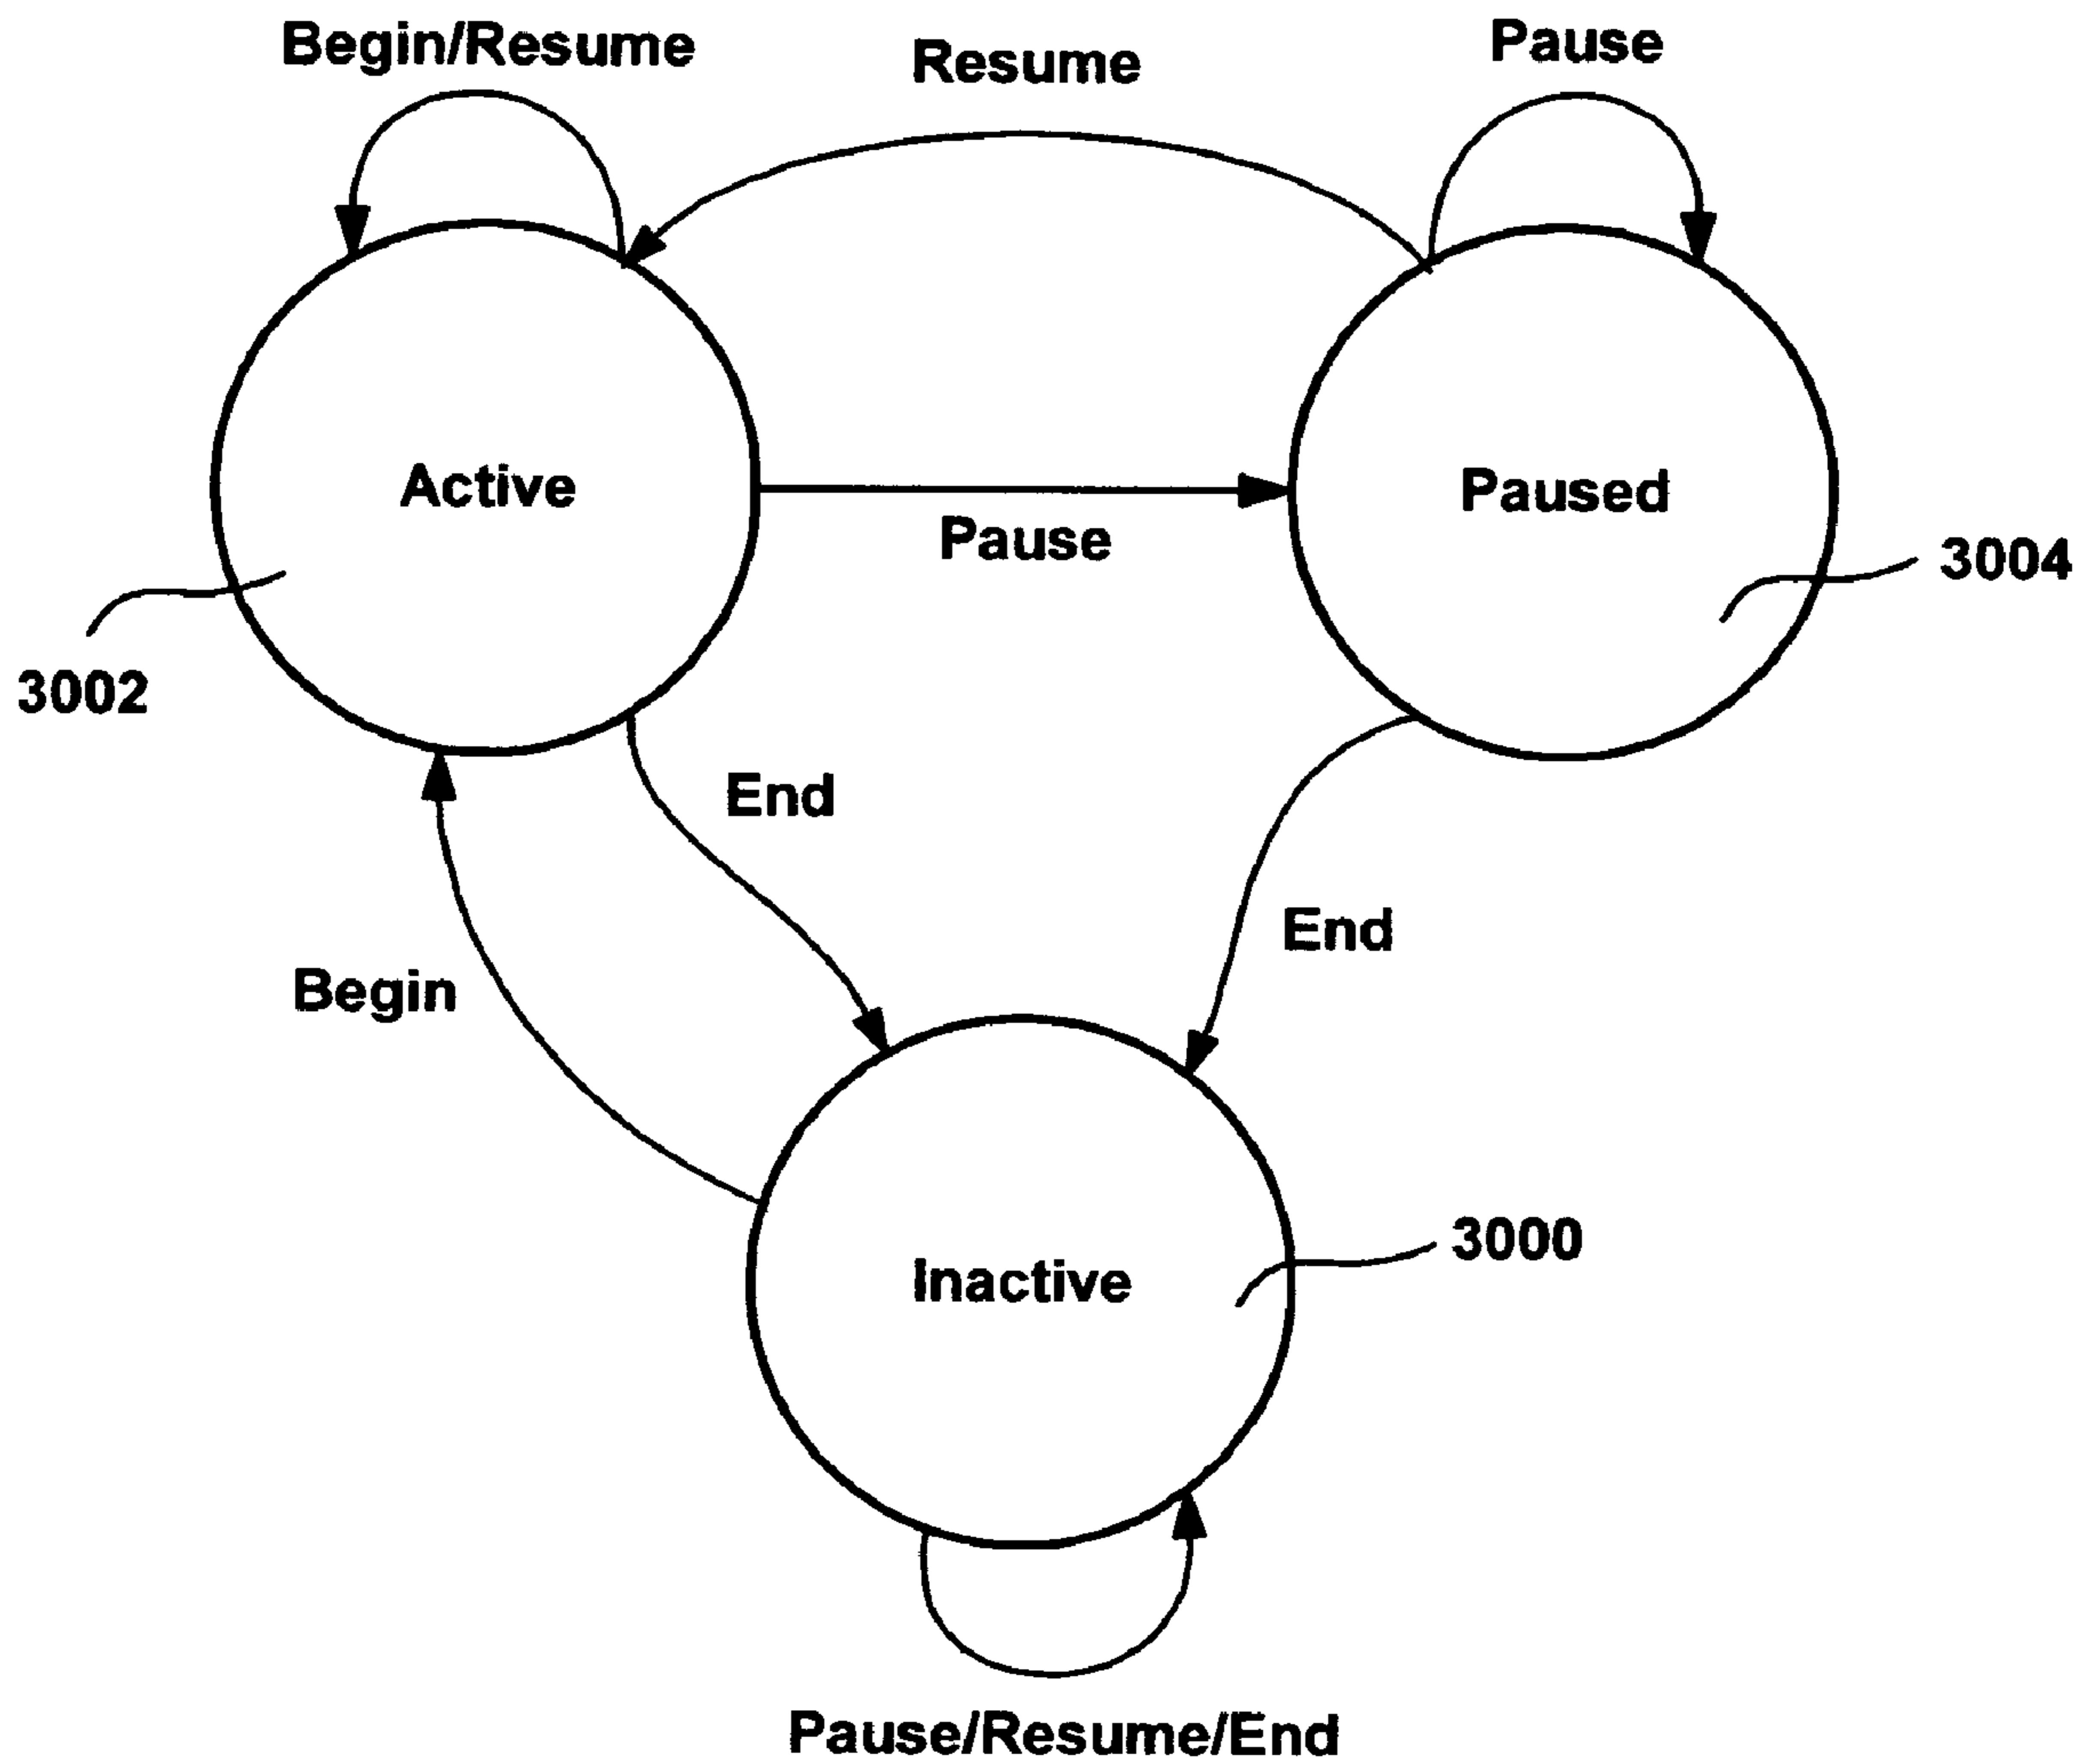 Begin/Resume
Resume
Pause
Active
Paused
Pause
3004
3002
End
End
Begin
3000
Inactive
Pause/Resume/End